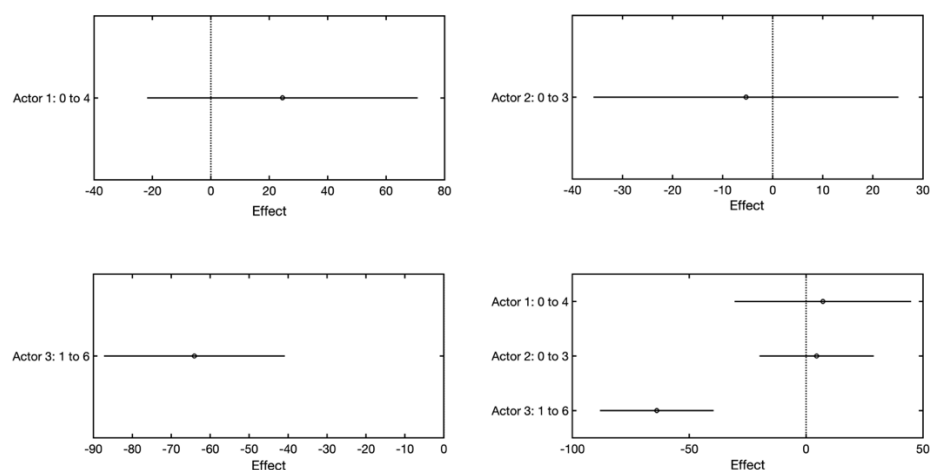 Actor 1: 0 to 4
-40 -20 0 20 40 60 80
Effect
Actor 2: 0 to 3
-40 -30 -20 -10 0 10 20 30
Effect
Actor 3: 1 to 6
-90 -80 -70 -60 -50 -40 -30 -20 -10 0
Effect
Actor 1: 0 to 4
Actor 2: 0 to 3
Actor 3: 1 to 6
-100 -50 0 50
Effect